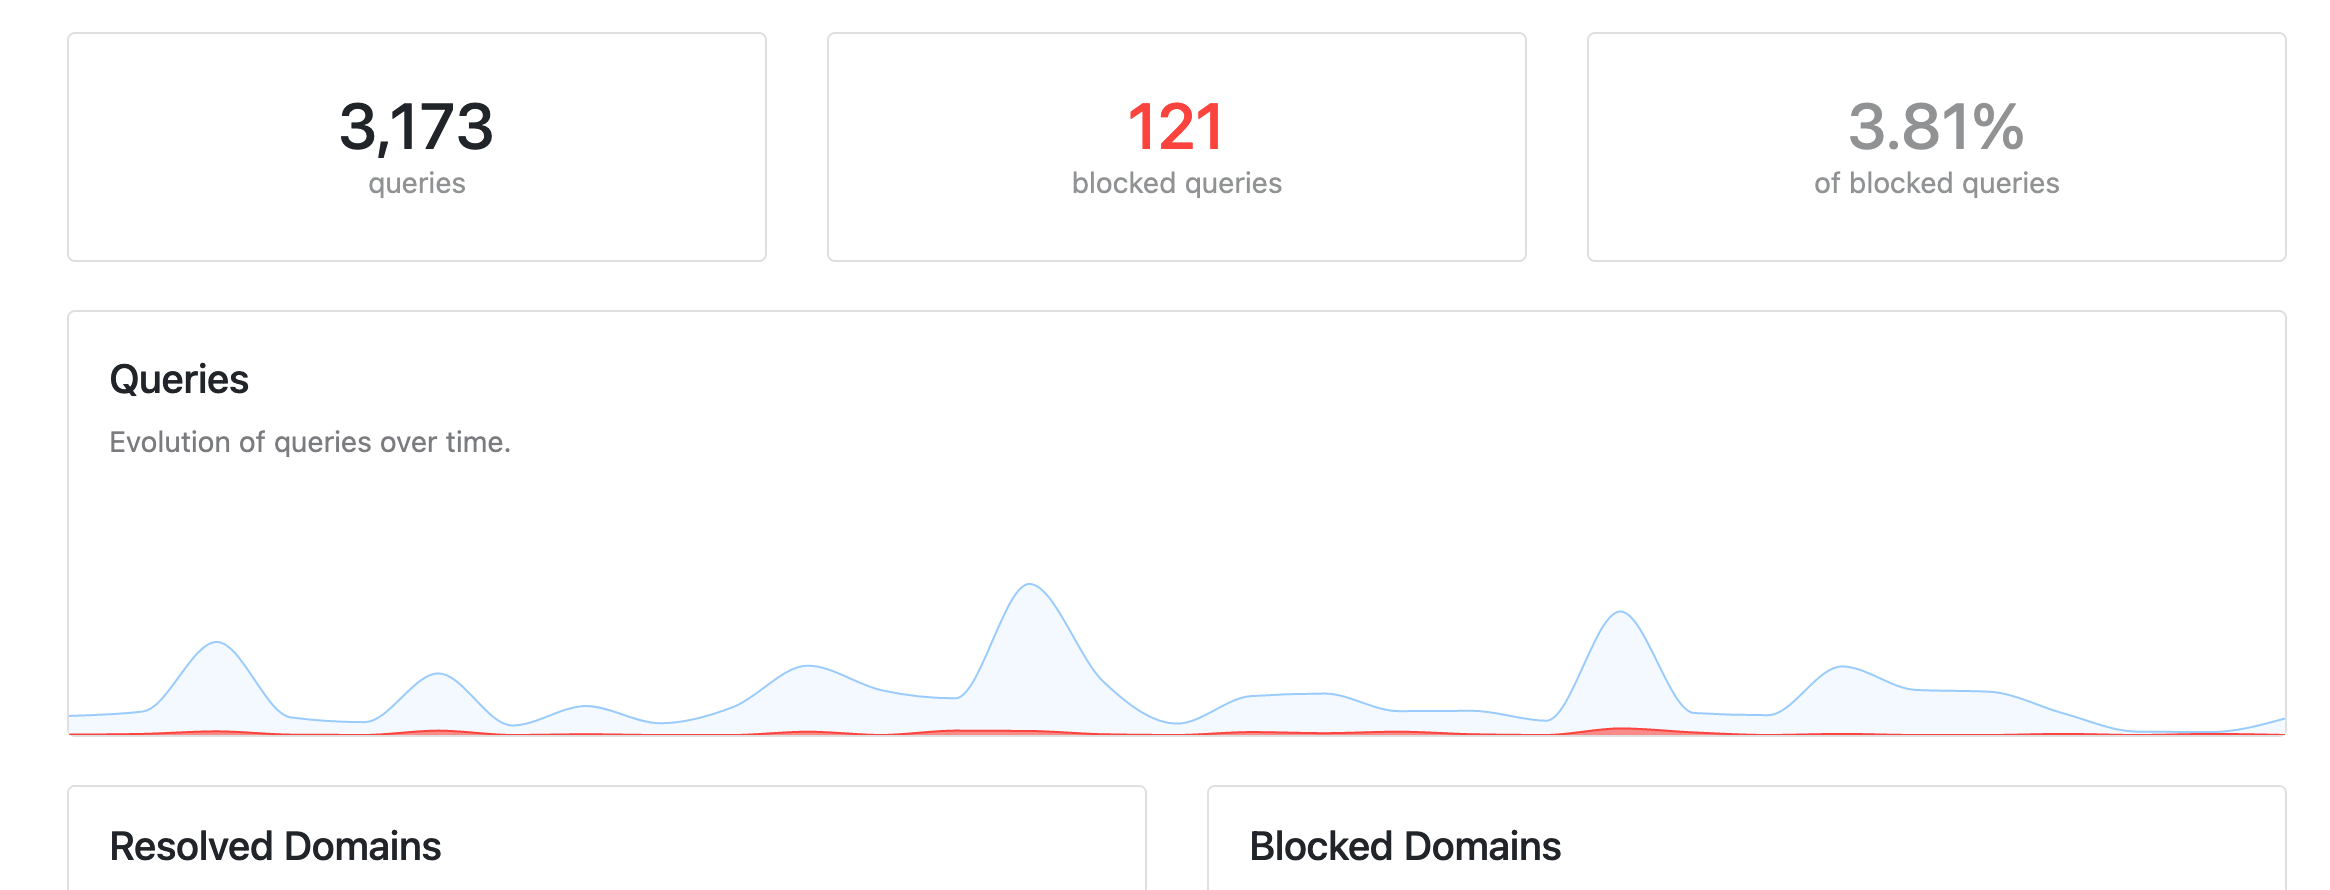 3,173
queries
121
blocked queries
3.81%
of blocked queries
Queries
Evolution of queries over time.
Resolved Domains
Blocked Domains